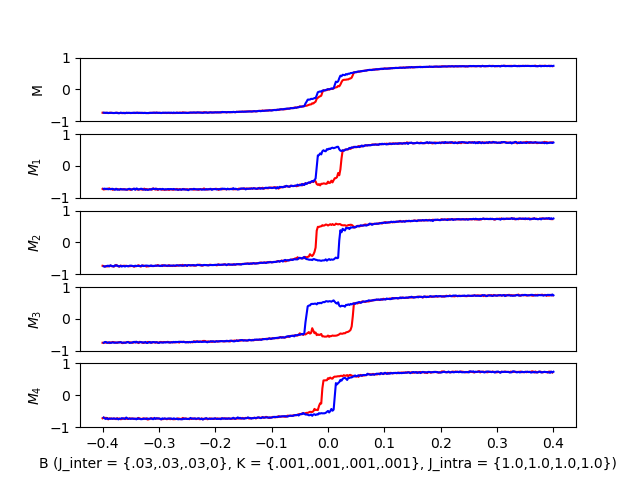 M
1
0
−1
M₁
1
0
−1
M₂
1
0
−1
M₃
1
0
−1
M₄
1
0
−1
−0.4 −0.3 −0.2 −0.1 0.0 0.1 0.2 0.3 0.4
B (J_inter = {.03,.03,.03,0}, K = {.001,.001,.001,.001}, J_intra = {1.0,1.0,1.0,1.0})